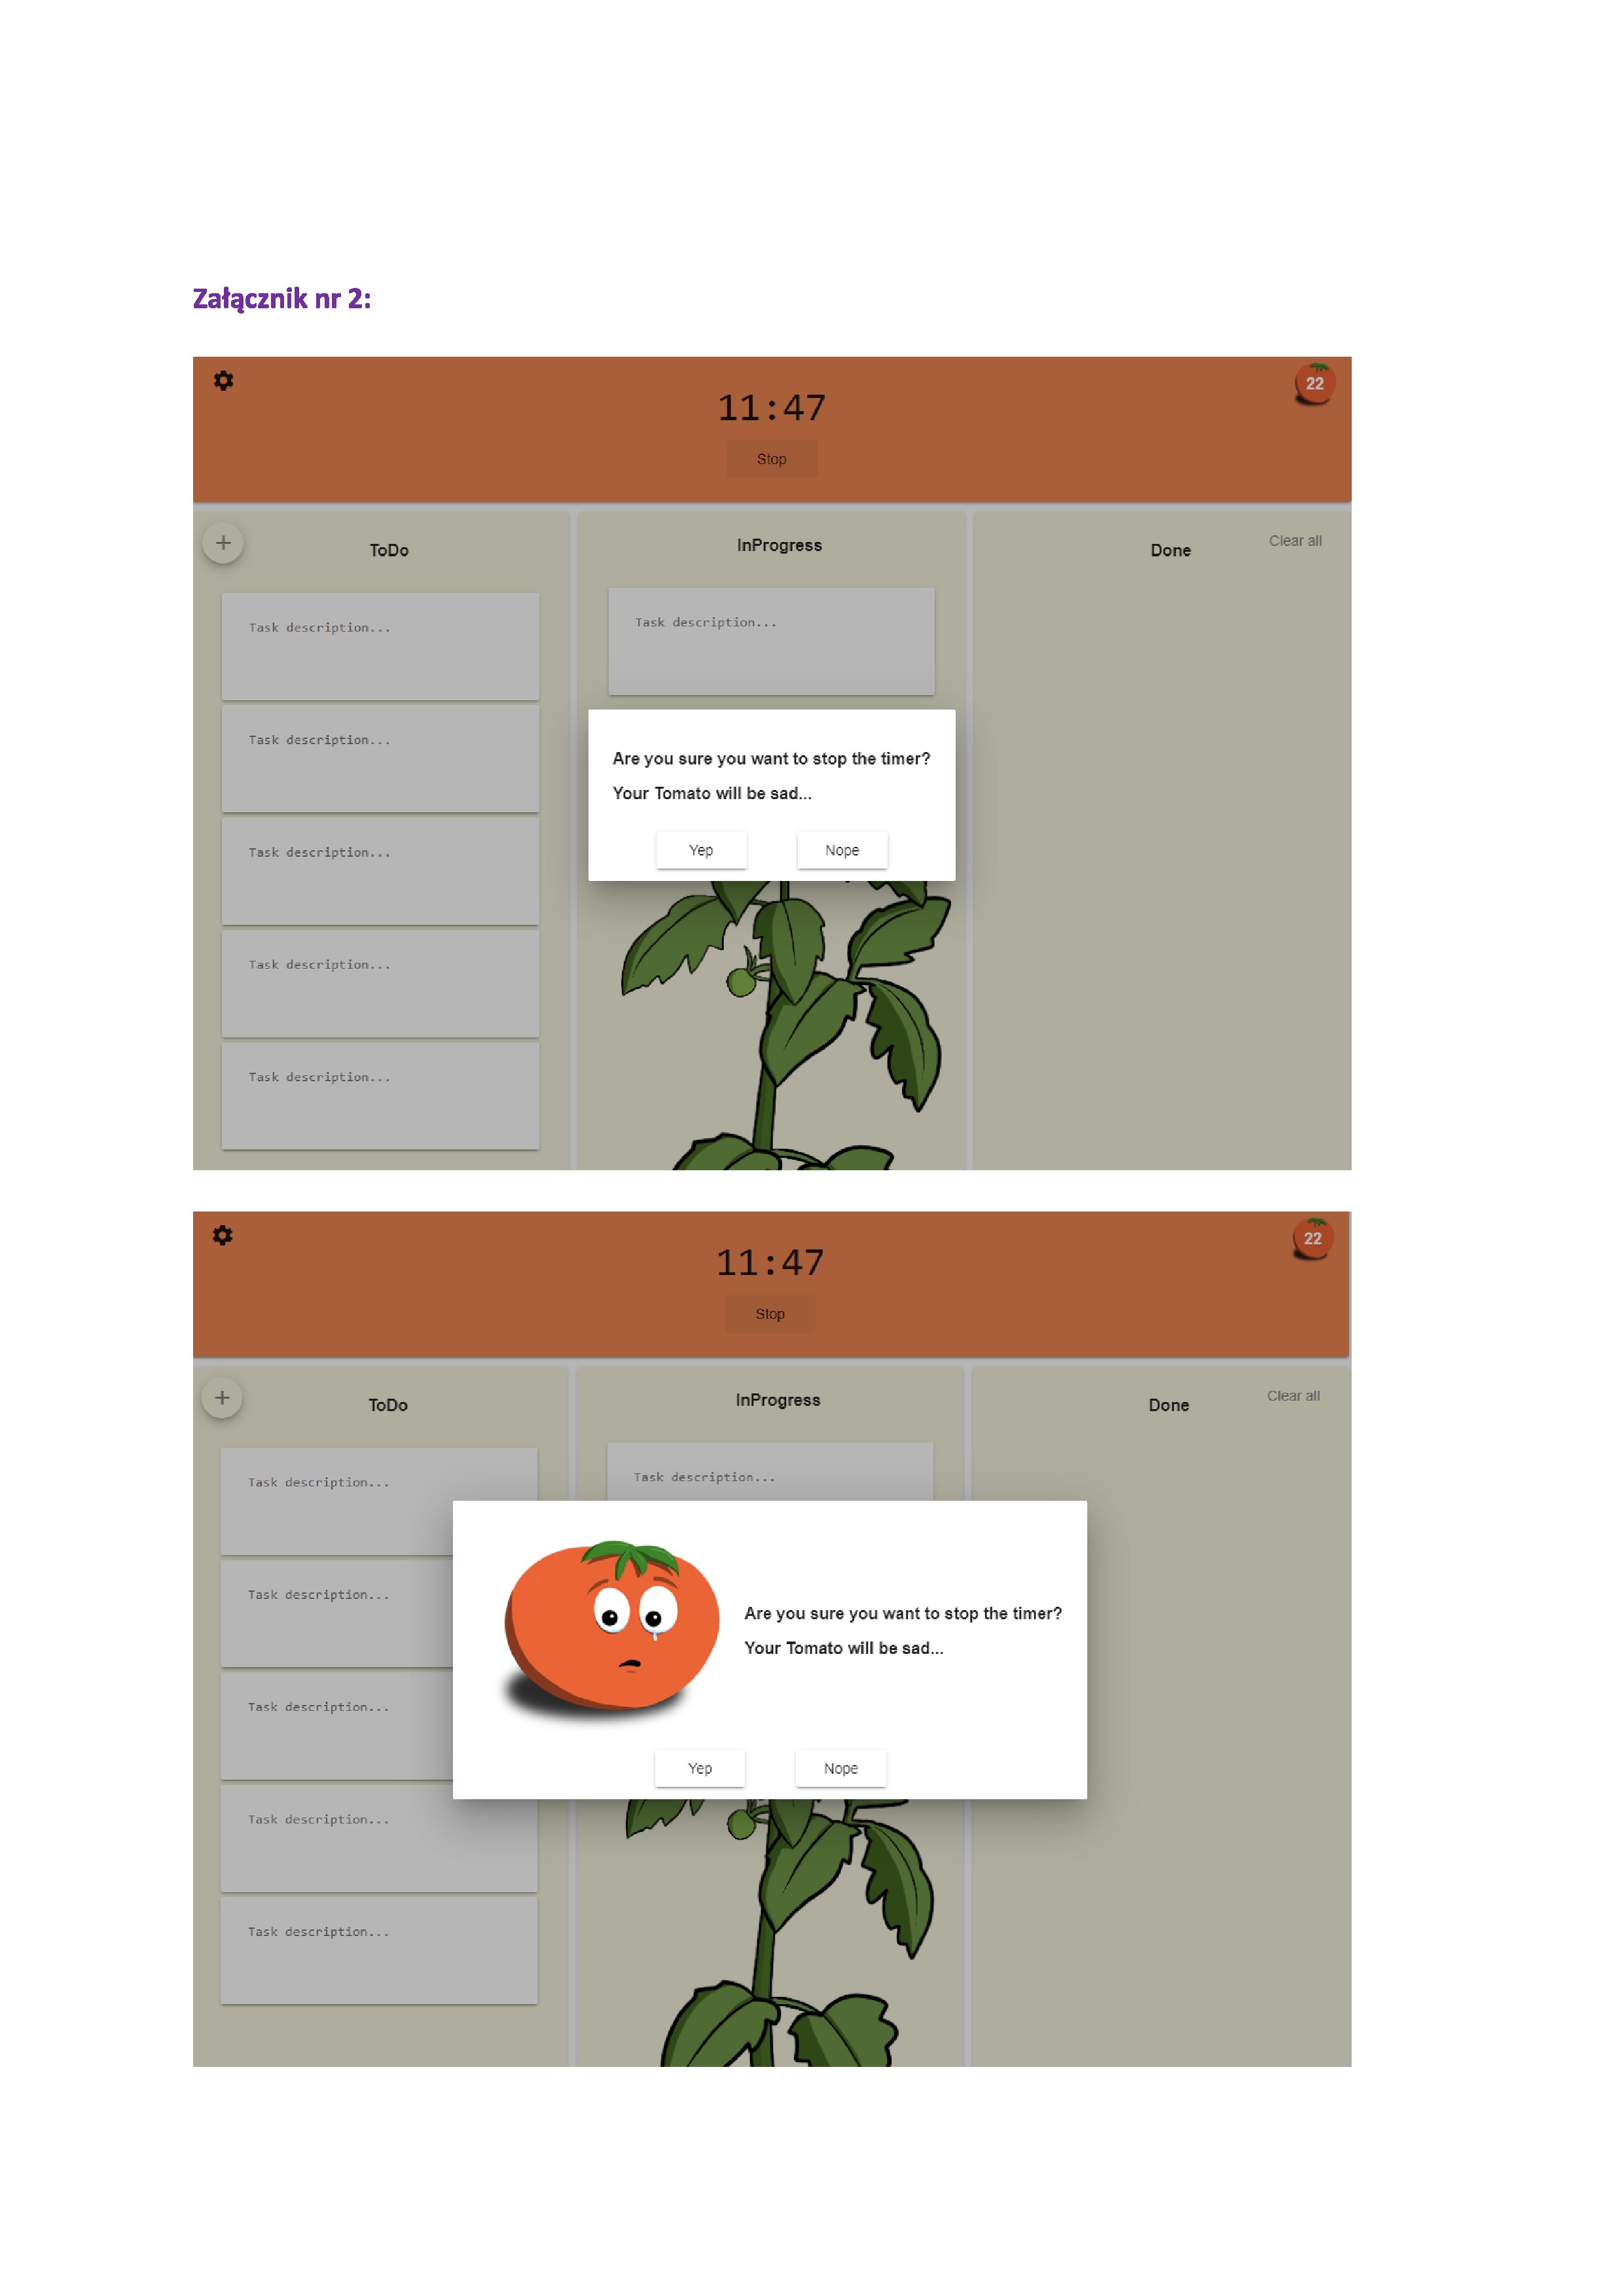 Załącznik nr 2:
22
11:47
Stop
ToDo
InProgress
Done
Clear all
Task description...
Task description...
Task description...
Task description...
Task description...
Task description...
Are you sure you want to stop the timer?
Your Tomato will be sad...
Yep
Nope
22
11:47
Stop
ToDo
InProgress
Done
Clear all
Task description...
Task description...
Task description...
Task description...
Task description...
Task description...
Are you sure you want to stop the timer?
Your Tomato will be sad...
Yep
Nope